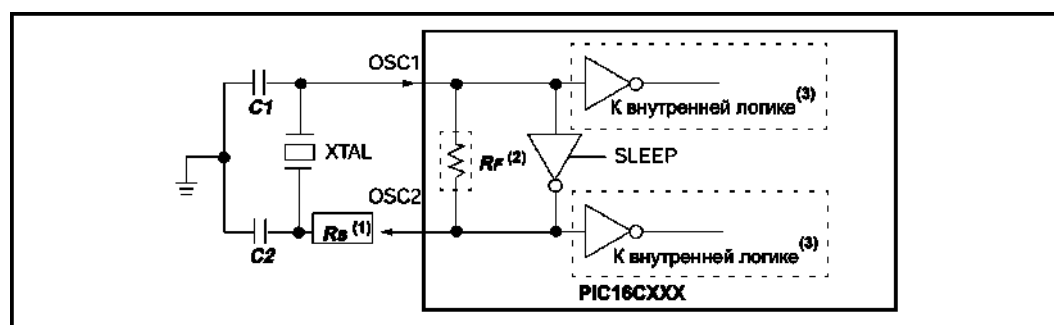 OSC1
C1
К внутренней логике(3)
XTAL
RF(2)
SLEEP
OSC2
Rs(1)
C2
К внутренней логике(3)
PIC16CXXX